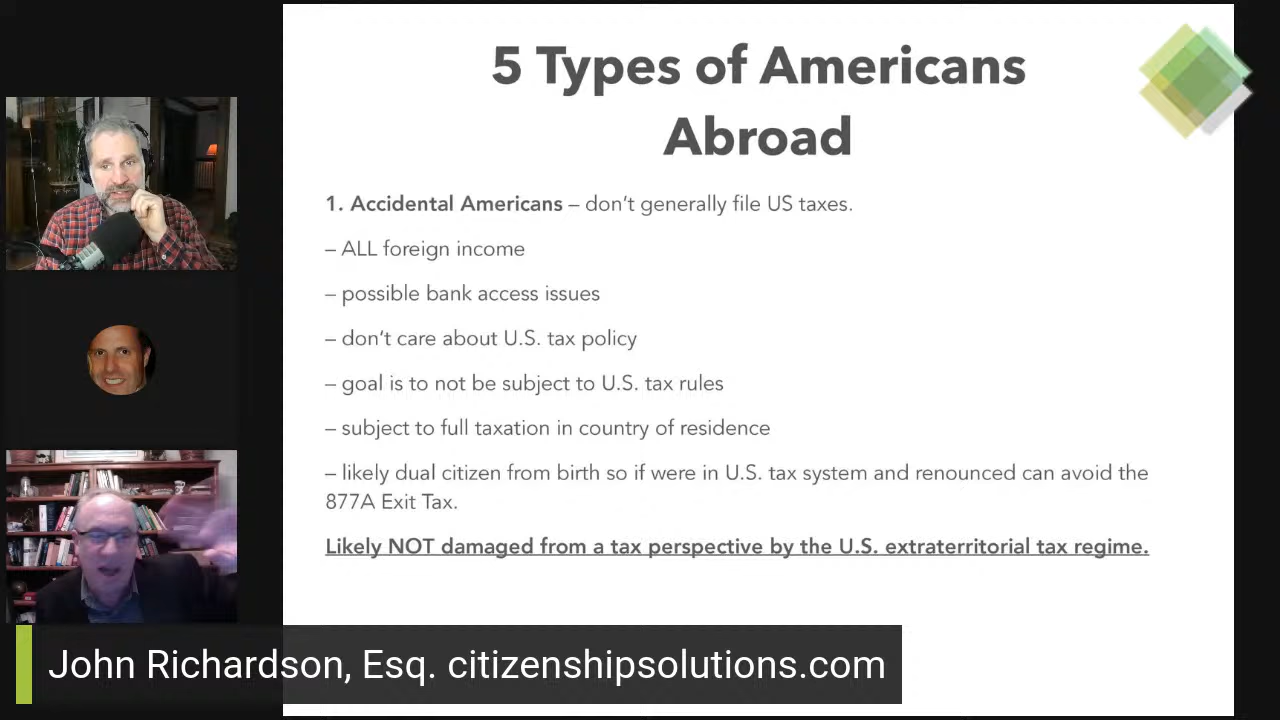 5 Types of Americans
Abroad
1. Accidental Americans – don’t generally file US taxes.
– ALL foreign income
– possible bank access issues
– don’t care about U.S. tax policy
– goal is to not be subject to U.S. tax rules
– subject to full taxation in country of residence
– likely dual citizen from birth so if were in U.S. tax system and renounced can avoid the
877A Exit Tax.
Likely NOT damaged from a tax perspective by the U.S. extraterritorial tax regime.
John Richardson, Esq. citizenshipsolutions.com